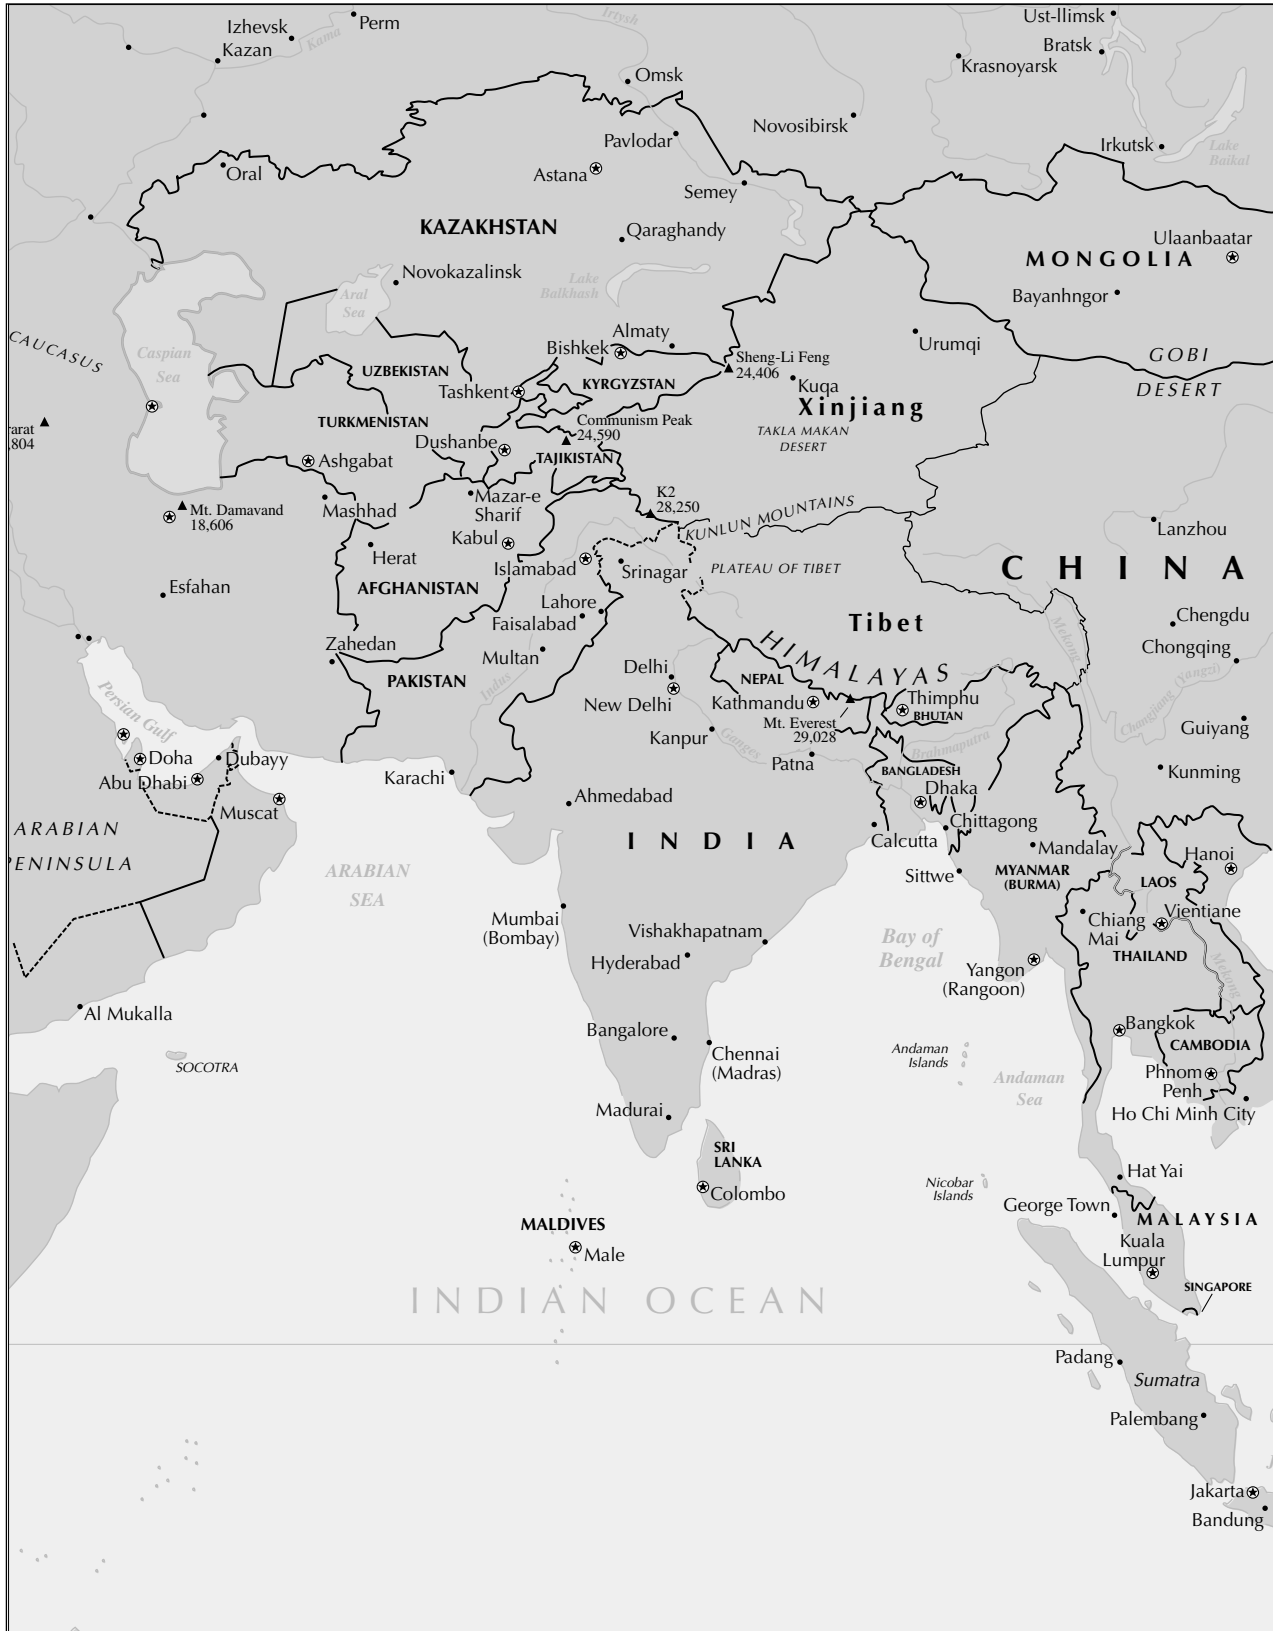 Irtysh
Perm
Izhevsk
Kama
Kazan
Ust-Ilimsk
Bratsk
Krasnoyarsk
Omsk
Novosibirsk
Pavlodar
Irkutsk
Lake
Baikal
Oral
Astana
Semey
KAZAKHSTAN
Qaraghandy
Ulaanbaatar
MONGOLIA
Novokazalinsk
Lake
Balkhash
Bayanhngor
Aral
Sea
CAUCASUS
Caspian
Sea
Almaty
Bishkek
Urumqi
Sheng-Li Feng
24,406
GOBI
DESERT
UZBEKISTAN
KYRGYZSTAN
Kuqa
Tashkent
Xinjiang
TURKMENISTAN
Communism Peak
24,590
TAKLA MAKAN
DESERT
rarat
,804
Dushanbe
TAJIKISTAN
Ashgabat
Mt. Damavand
18,606
Mashhad
Mazar-e
Sharif
K2
28,250
KUNLUN MOUNTAINS
Lanzhou
Kabul
Herat
Islamabad
Srinagar
PLATEAU OF TIBET
CHINA
Esfahan
AFGHANISTAN
Lahore
Faisalabad
Tibet
Mekong
Chengdu
Chongqing
Zahedan
Multan
HIMALAYAS
PAKISTAN
Indus
Delhi
New Delhi
NEPAL
Kathmandu
Thimphu
BHUTAN
Changjiang (Yangzi)
Persian Gulf
Mt. Everest
29,028
Guiyang
Kanpur
Ganges
Brahmaputra
Doha
Dubayy
Abu Dhabi
Karachi
Patna
BANGLADESH
Kunming
Muscat
Ahmedabad
Dhaka
ARABIAN
PENINSULA
INDIA
Calcutta
Chittagong
Mandalay
Hanoi
ARABIAN
SEA
Sittwe
MYANMAR
(BURMA)
LAOS
Mumbai
(Bombay)
Chiang
Mai
Vientiane
Vishakhapatnam
Bay of
Bengal
Hyderabad
THAILAND
Mekong
Yangon
(Rangoon)
Al Mukalla
Bangalore
Bangkok
CAMBODIA
SOCOTRA
Chennai
(Madras)
Andaman
Islands
Andaman
Sea
Phnom
Penh
Madurai
Ho Chi Minh City
SRI
LANKA
Hat Yai
Colombo
Nicobar
Islands
George Town
MALDIVES
MALAYSIA
Male
Kuala
Lumpur
INDIAN OCEAN
SINGAPORE
Padang
Sumatra
Palembang
Jakarta
Bandung